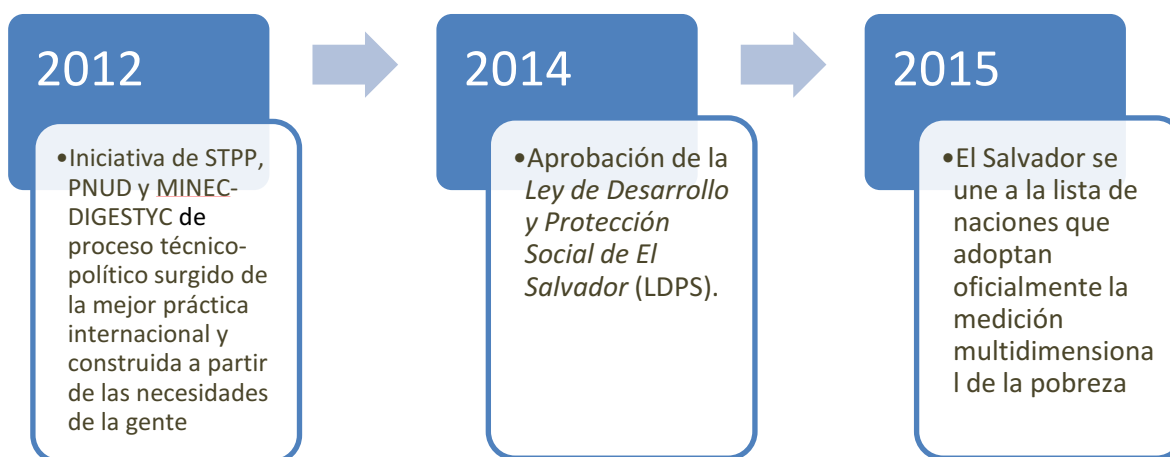 2012
•Iniciativa de STPP,
PNUD y MINEC-
DIGESTYC de
proceso técnico-
político surgido de
la mejor práctica
internacional y
construida a partir
de las necesidades
de la gente
2014
•Aprobación de la
Ley de Desarrollo
y Protección
Social de El
Salvador (LDPS).
2015
•El Salvador se
une a la lista de
naciones que
adoptan
oficialmente la
medición
multidimensiona
l de la pobreza